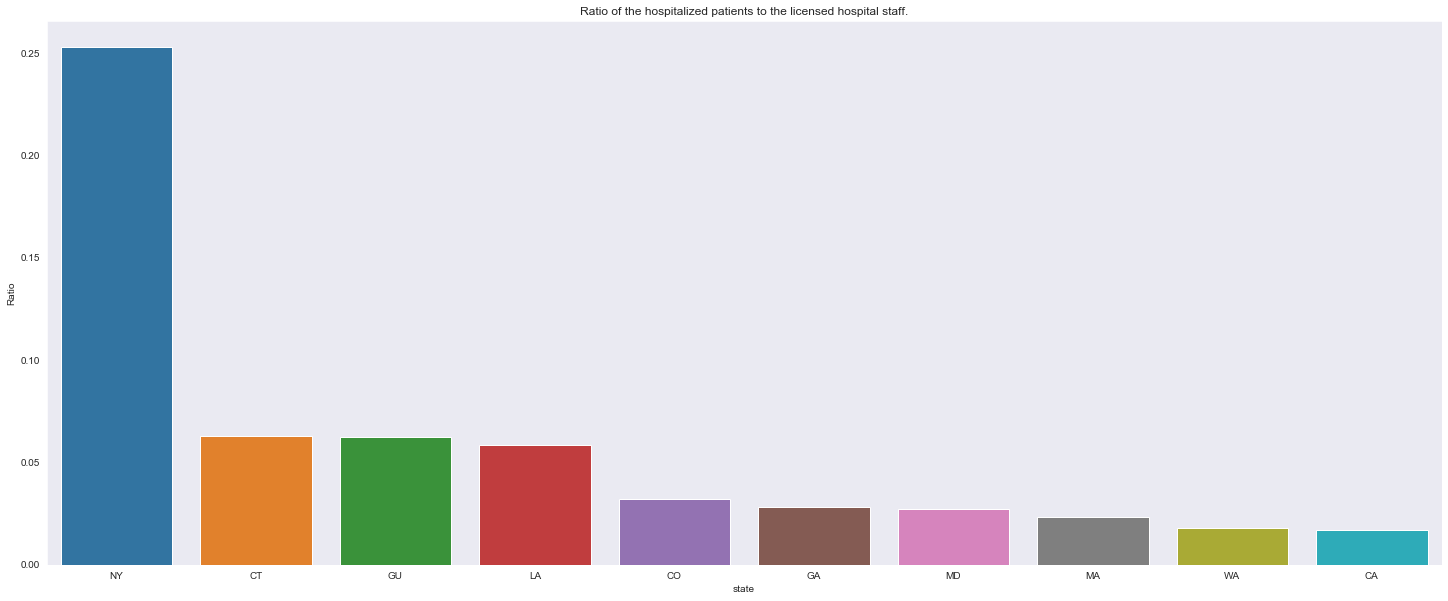 Ratio of the hospitalized patients to the licensed hospital staff.
Ratio
0.25
0.20
0.15
0.10
0.05
0.00
NY CT GU LA CO GA MD MA WA CA
state